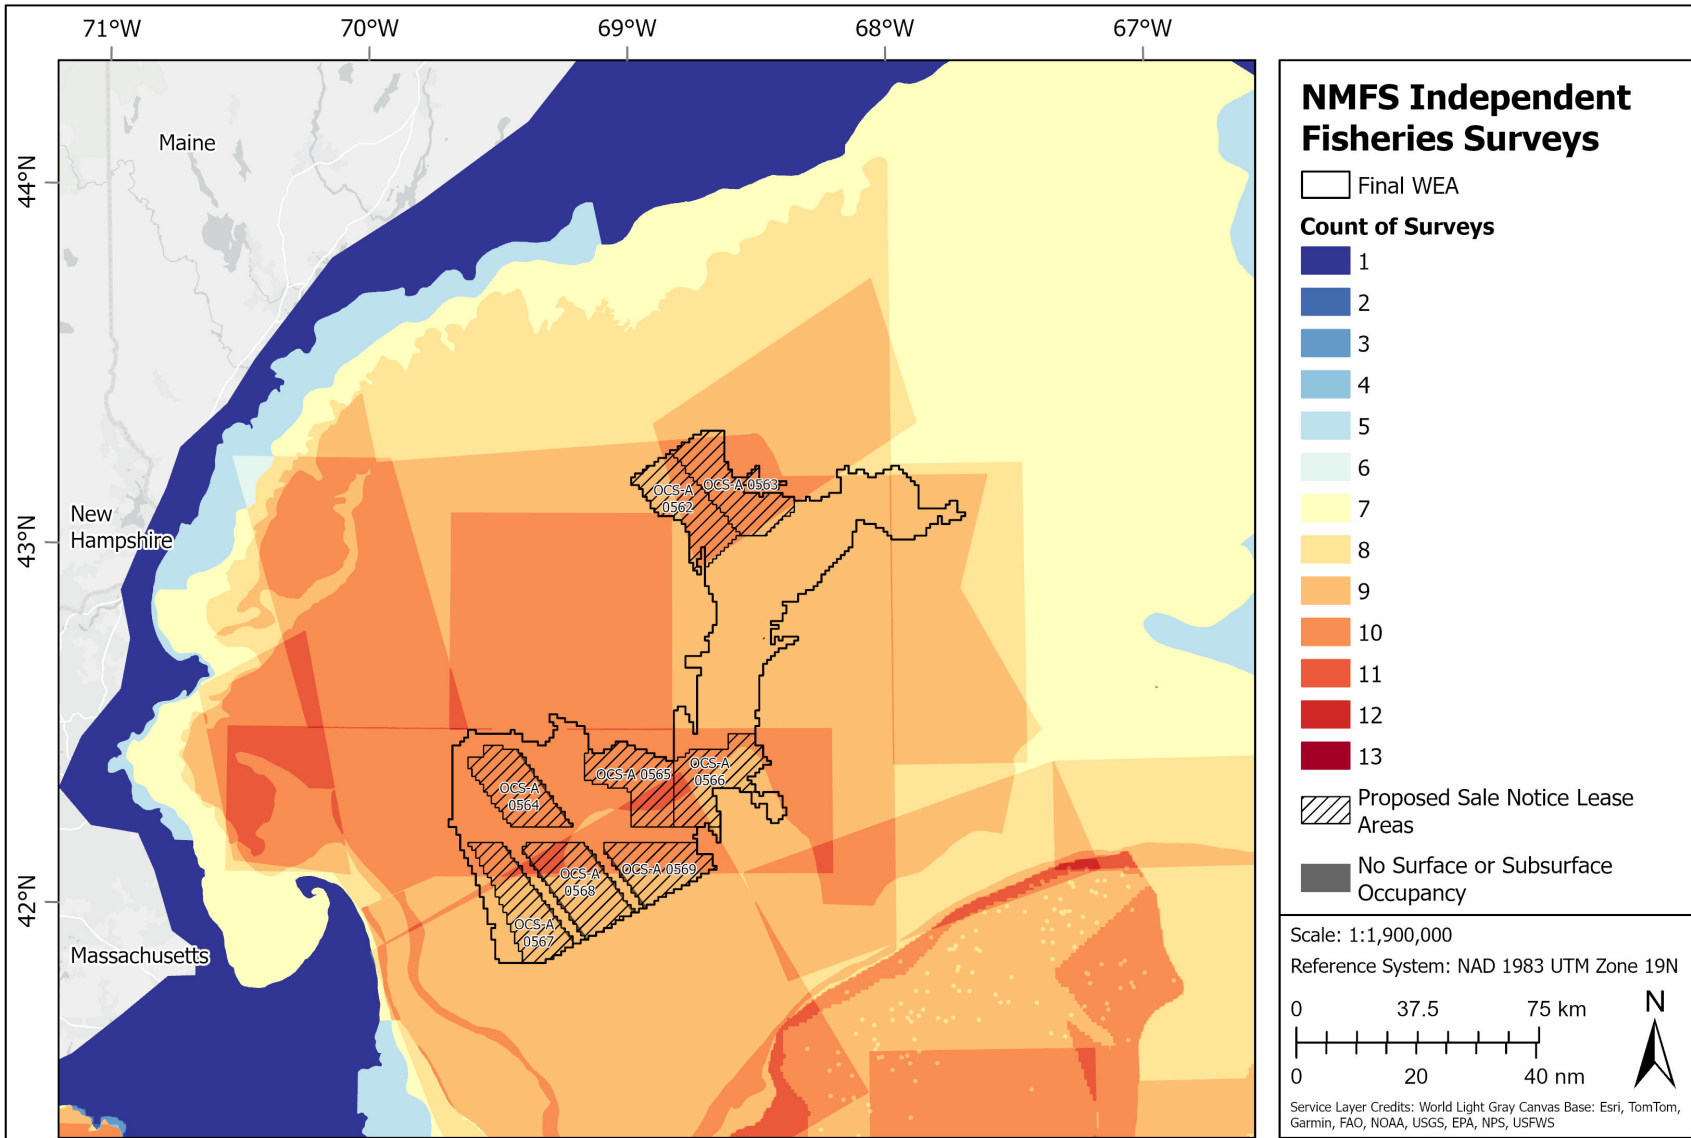 71°W
70°W
69°W
68°W
67°W
44°N
43°N
42°N
Maine
New
Hampshire
Massachusetts
OCS-A
0562
OCS-A 0563
OCS-A
0564
OCS-A 0565
OCS-A
0566
OCS-A
0567
OCS-A
0568
OCS-A 0569
NMFS Independent
Fisheries Surveys
Final WEA
Count of Surveys
1
2
3
4
5
6
7
8
9
10
11
12
13
Proposed Sale Notice Lease
Areas
No Surface or Subsurface
Occupancy
Scale: 1:1,900,000
Reference System: NAD 1983 UTM Zone 19N
0 37.5 75 km
0 20 40 nm
N
Service Layer Credits: World Light Gray Canvas Base: Esri, TomTom,
Garmin, FAO, NOAA, USGS, EPA, NPS, USFWS